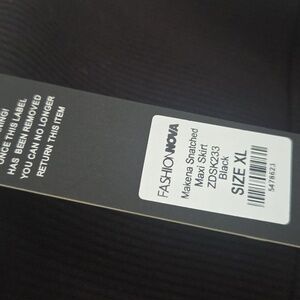 ONCE THIS LABEL
HAS BEEN REMOVED
YOU CAN NO LONGER
RETURN THIS ITEM
FASHIONNOVA
Makena Snatched
Maxi Skirt
ZDSK233
Black
SIZE XL
5478623